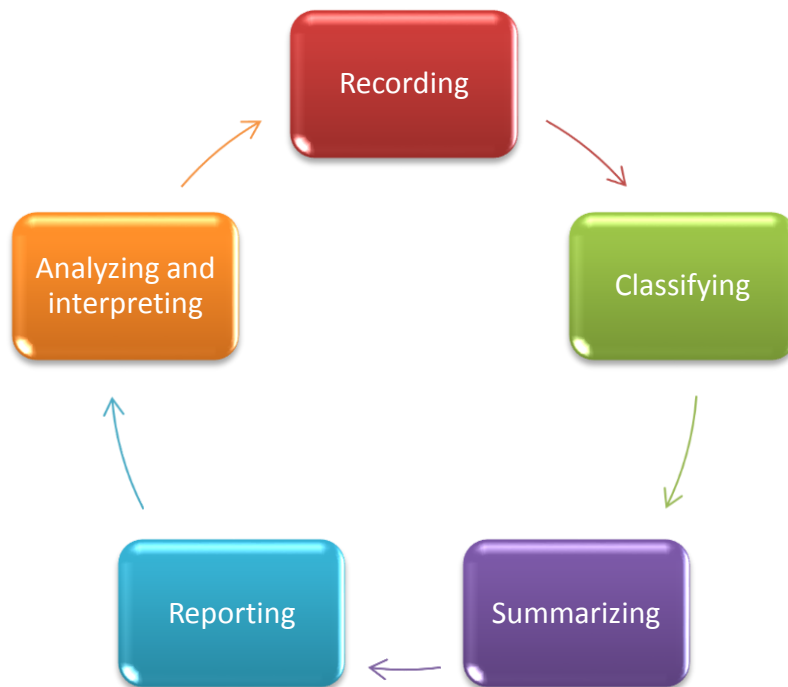 Recording
Classifying
Summarizing
Reporting
Analyzing and
interpreting